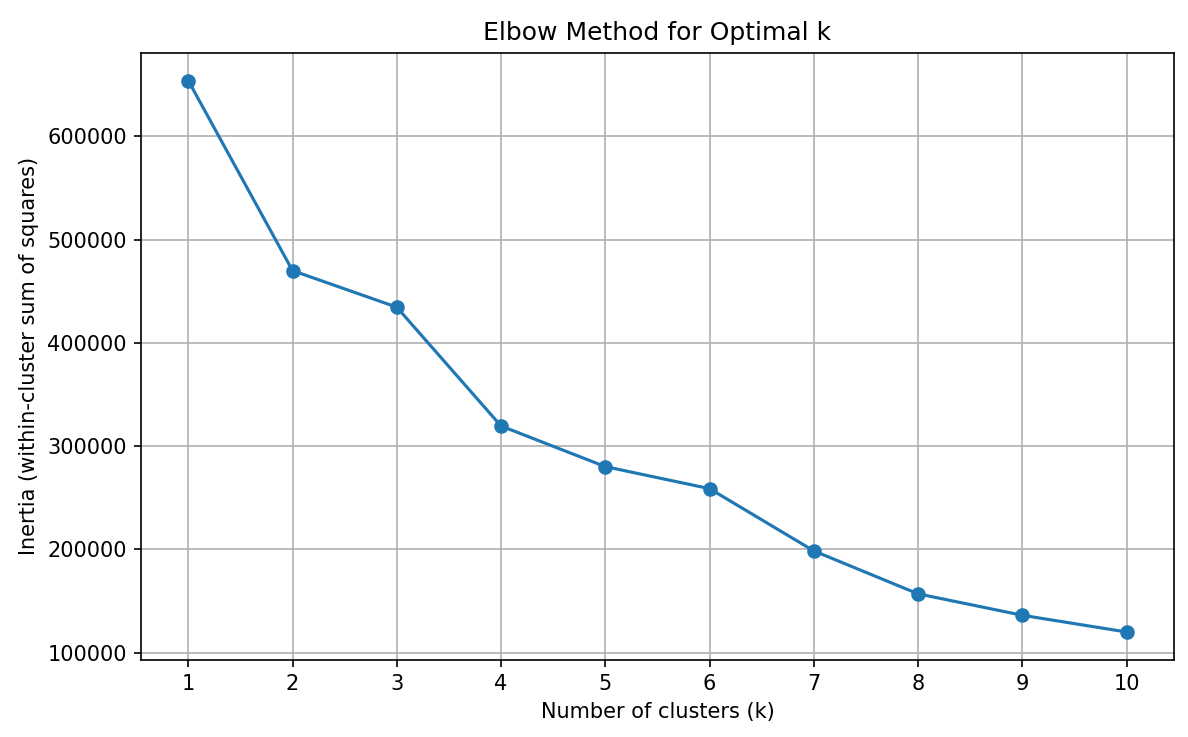 Elbow Method for Optimal k
Inertia (within-cluster sum of squares)
600000
500000
400000
300000
200000
100000
1 2 3 4 5 6 7 8 9 10
Number of clusters (k)